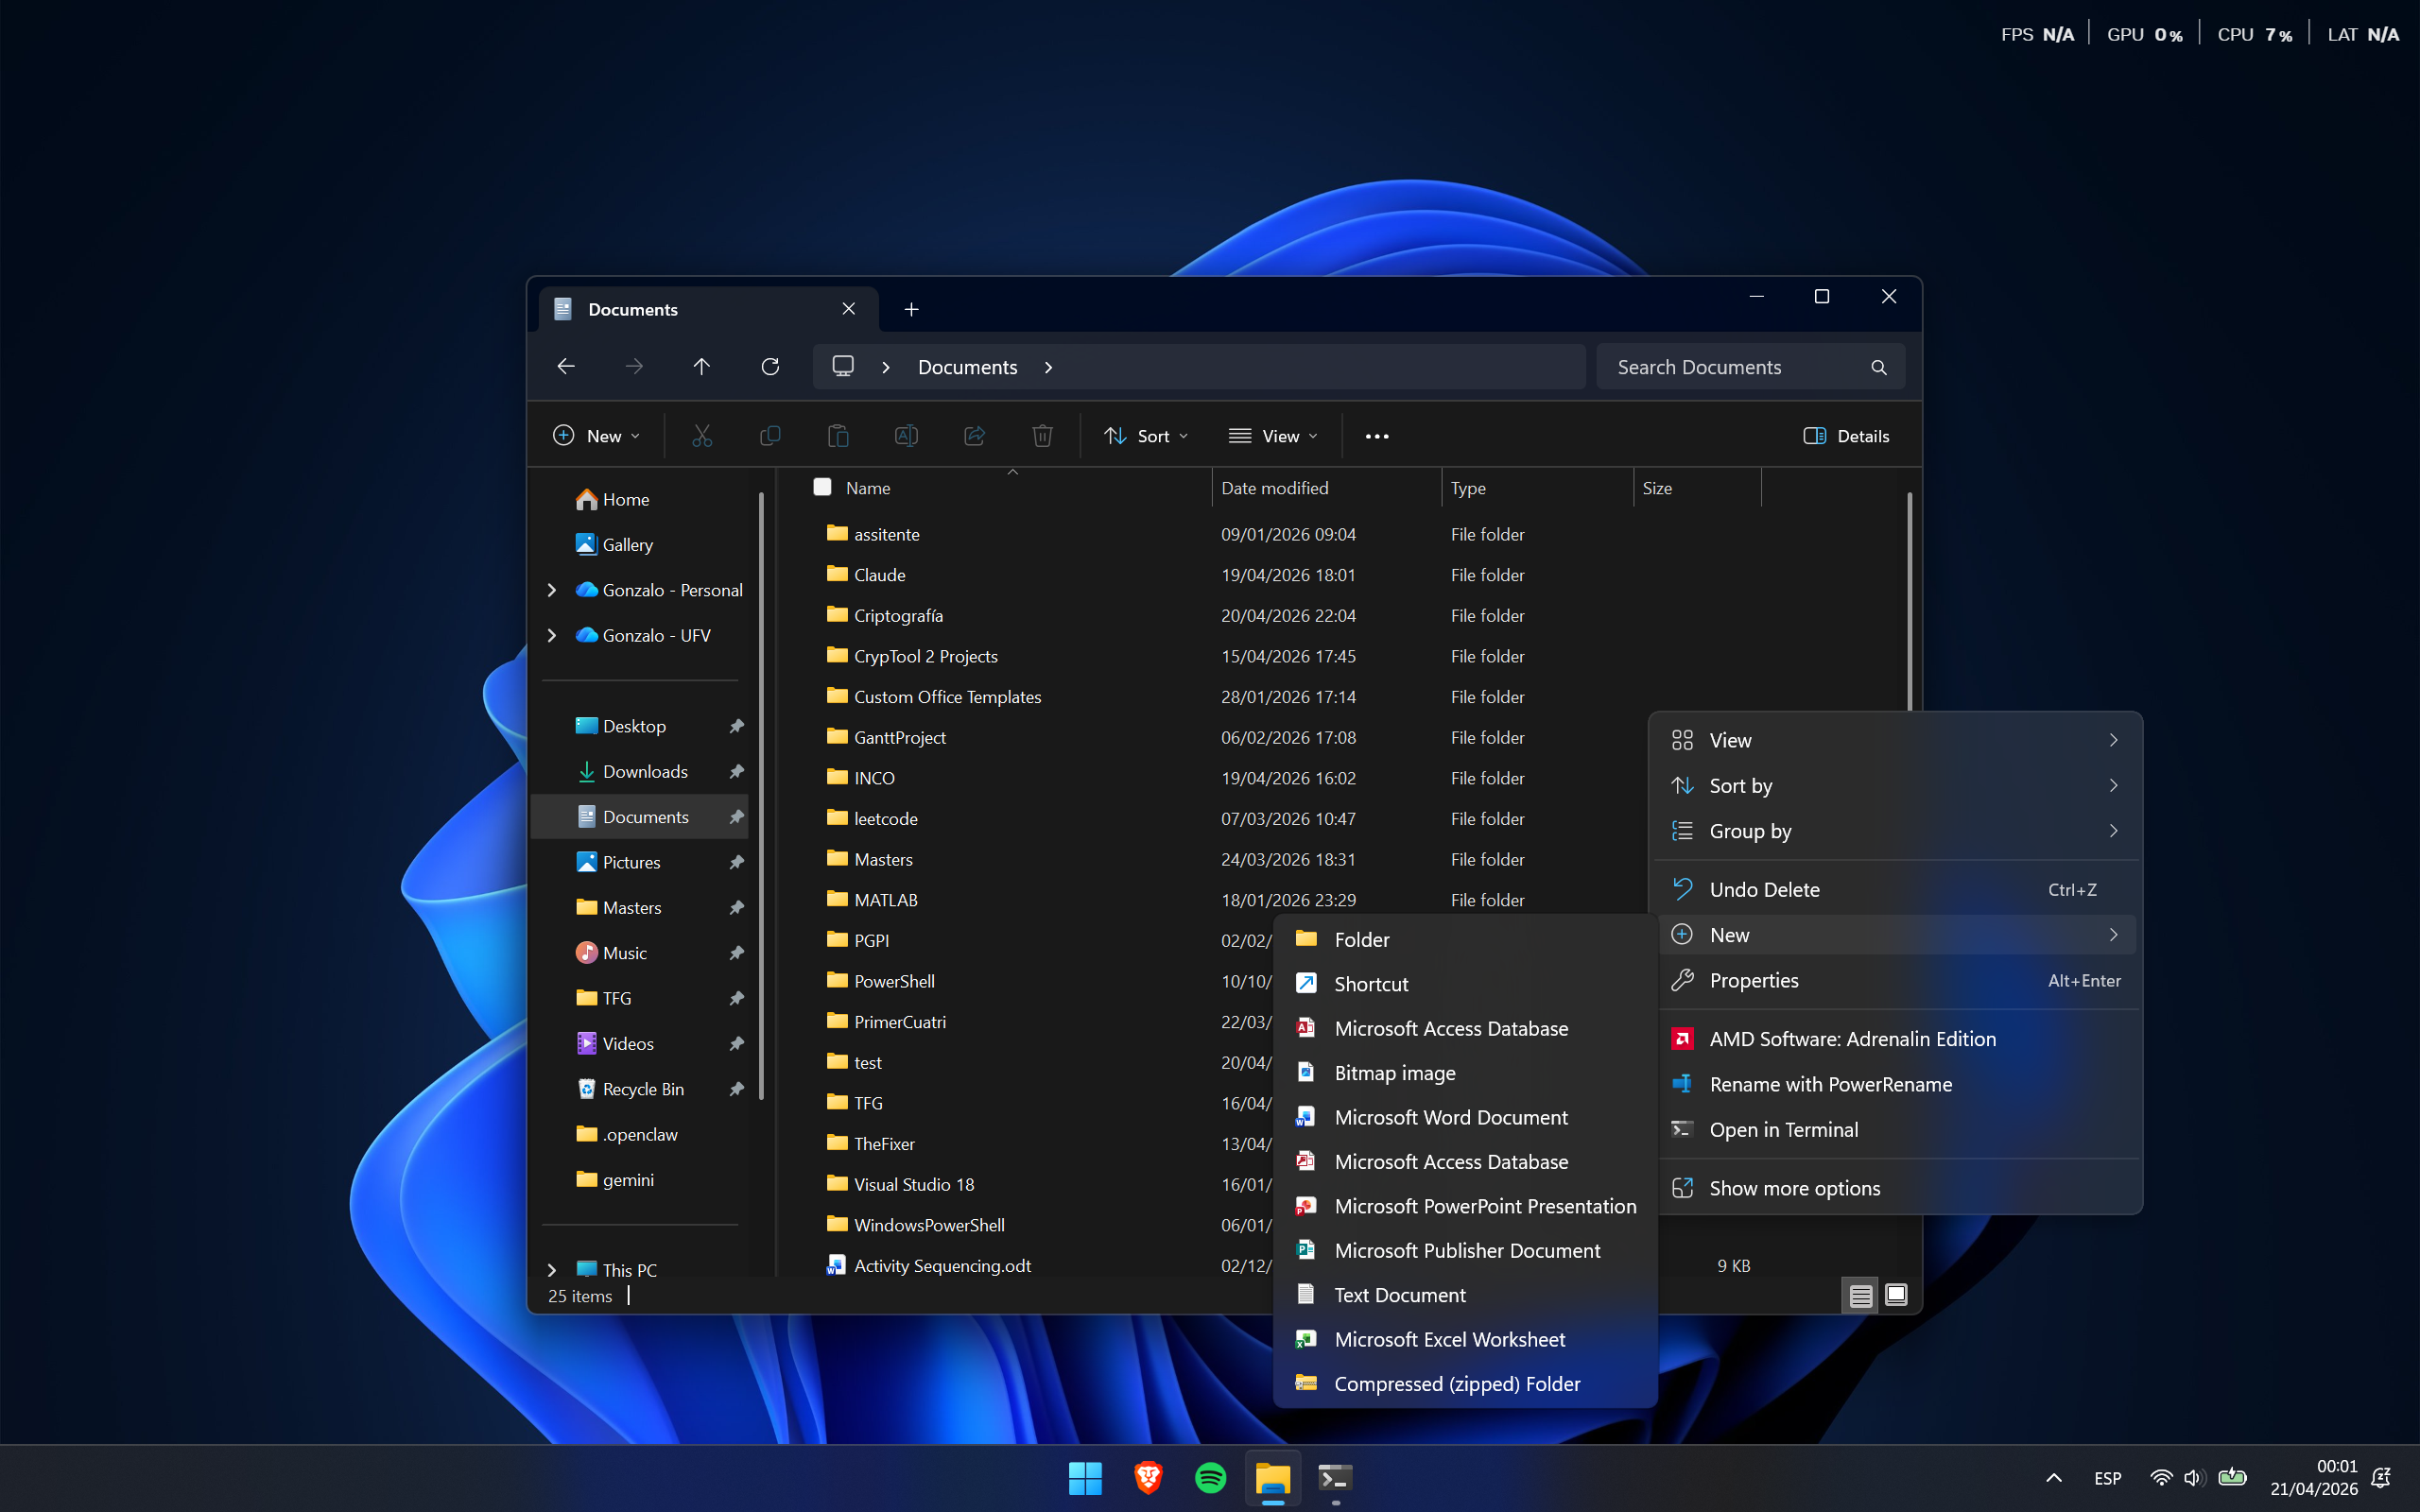 FPS N/A GPU 0% CPU 7% LAT N/A
Documents
Documents
Search Documents
New
Sort
View
Details
Home
Gallery
Gonzalo - Personal
Gonzalo - UFV
Desktop
Downloads
Documents
Pictures
Masters
Music
TFG
Videos
Recycle Bin
.openclaw
gemini
This PC
Name Date modified Type Size
assitente 09/01/2026 09:04 File folder
Claude 19/04/2026 18:01 File folder
Criptografía 20/04/2026 22:04 File folder
CrypTool 2 Projects 15/04/2026 17:45 File folder
Custom Office Templates 28/01/2026 17:14 File folder
GanttProject 06/02/2026 17:08 File folder
INCO 19/04/2026 16:02 File folder
leetcode 07/03/2026 10:47 File folder
Masters 24/03/2026 18:31 File folder
MATLAB 18/01/2026 23:29 File folder
PGPI 02/02/
PowerShell 10/10/
PrimerCuatri 22/03/
test 20/04/
TFG 16/04/
TheFixer 13/04/
Visual Studio 18 16/01/
WindowsPowerShell 06/01/
Activity Sequencing.odt 02/12/ 9 KB
25 items
View
Sort by
Group by
Undo Delete Ctrl+Z
New
Properties Alt+Enter
AMD Software: Adrenalin Edition
Rename with PowerRename
Open in Terminal
Show more options
Folder
Shortcut
Microsoft Access Database
Bitmap image
Microsoft Word Document
Microsoft Access Database
Microsoft PowerPoint Presentation
Microsoft Publisher Document
Text Document
Microsoft Excel Worksheet
Compressed (zipped) Folder
ESP
00:01
21/04/2026